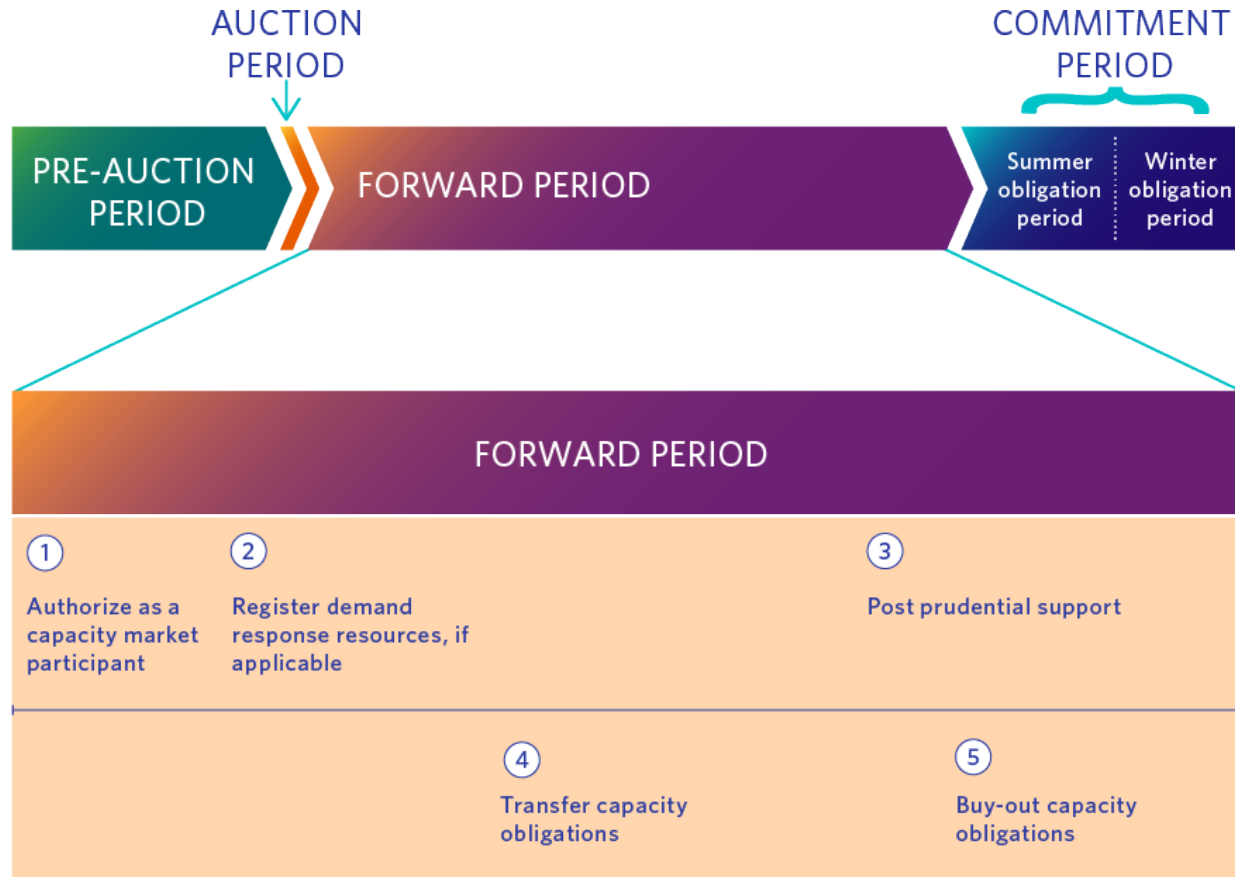 AUCTION
PERIOD
COMMITMENT
PERIOD
PRE-AUCTION
PERIOD
FORWARD PERIOD
Summer
obligation
period
Winter
obligation
period
FORWARD PERIOD
1
Authorize as a
capacity market
participant
2
Register demand
response resources, if
applicable
3
Post prudential support
4
Transfer capacity
obligations
5
Buy-out capacity
obligations